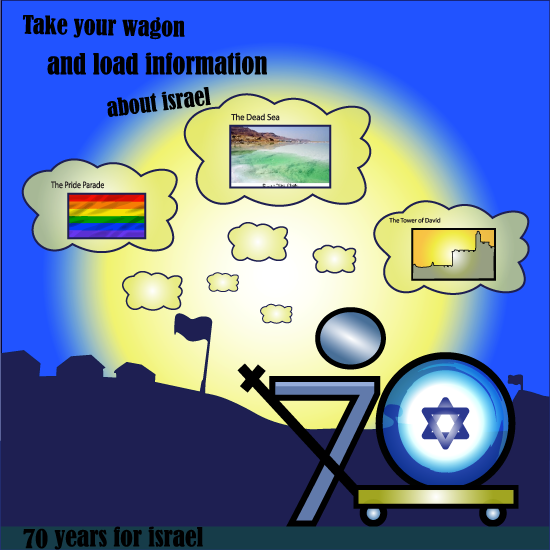 Take your wagon
and load information
about israel
The Dead Sea
The Pride Parade
The Tower of David
70
70 years for israel